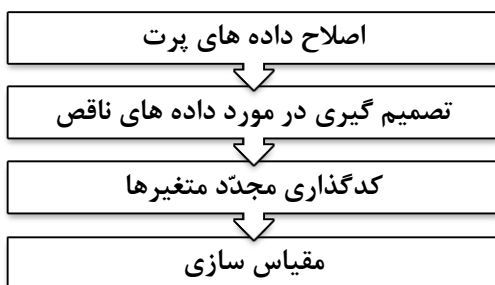 اصلاح داده های پرت
تصمیم گیری در مورد داده های ناقص
کدگذاری مجدّد متغیرها
مقیاس سازی